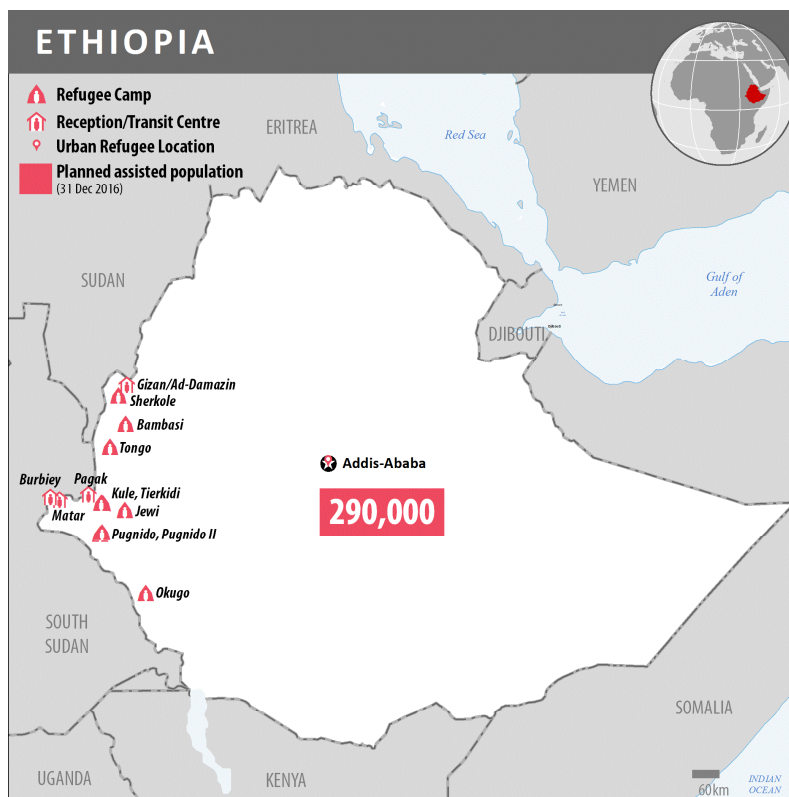 ETHIOPIA
Refugee Camp
Reception/Transit Centre
Urban Refugee Location
Planned assisted population
(31 Dec 2016)
ERITREA
Red Sea
YEMEN
SUDAN
Gulf of
Aden
DJIBOUTI
Djibouti
Gizan/Ad-Damazin
Sherkole
Bambasi
Tongo
Addis-Ababa
Burbiey
Pagak
Kule, Tierkidi
Matar
Jewi
290,000
Pugnido, Pugnido II
Okugo
SOUTH
SUDAN
SOMALIA
UGANDA
KENYA
60km
INDIAN
OCEAN